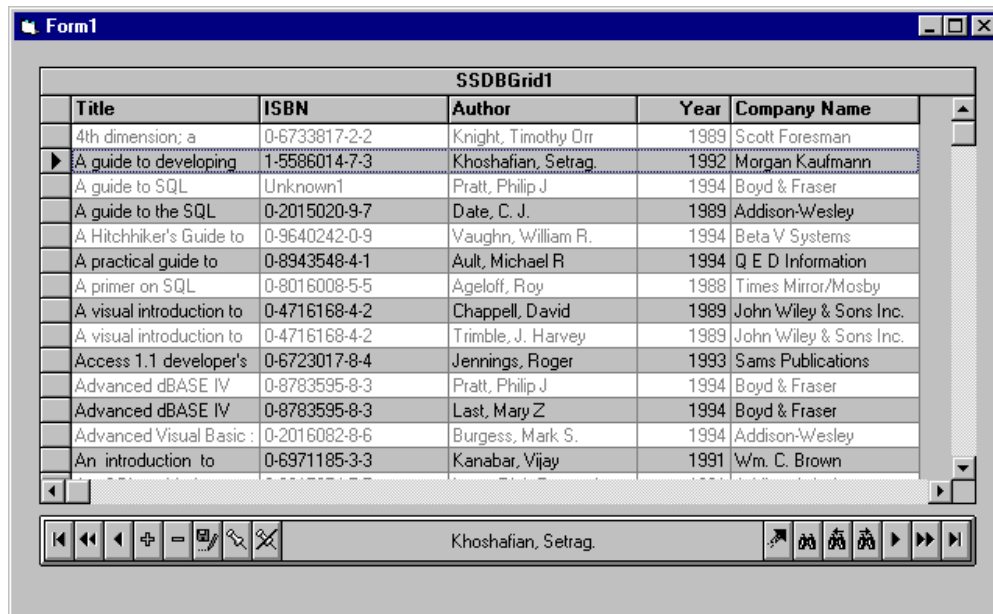 Form1
SSDBGrid1
Title ISBN Author Year Company Name
4th dimension; a 0-6733817-2-2 Knight, Timothy Orr 1989 Scott Foresman
A guide to developing 1-5586014-7-3 Khoshafian, Setrag. 1992 Morgan Kaufmann
A guide to SQL Unknown1 Pratt, Philip J 1994 Boyd & Fraser
A guide to the SQL 0-2015020-9-7 Date, C. J. 1989 Addison-Wesley
A Hitchhiker's Guide to 0-9640242-0-9 Vaughn, William R. 1994 Beta V Systems
A practical guide to 0-8943548-4-1 Ault, Michael R 1994 Q E D Information
A primer on SQL 0-8016008-5-5 Ageloff, Roy 1988 Times Mirror/Mosby
A visual introduction to 0-4716168-4-2 Chappell, David 1989 John Wiley & Sons Inc.
A visual introduction to 0-4716168-4-2 Trimble, J. Harvey 1989 John Wiley & Sons Inc.
Access 1.1 developer's 0-6723017-8-4 Jennings, Roger 1993 Sams Publications
Advanced dBASE IV 0-8783595-8-3 Pratt, Philip J 1994 Boyd & Fraser
Advanced dBASE IV 0-8783595-8-3 Last, Mary Z 1994 Boyd & Fraser
Advanced Visual Basic : 0-2016082-8-6 Burgess, Mark S. 1994 Addison-Wesley
An introduction to 0-6971185-3-3 Kanabar, Vijay 1991 Wm. C. Brown
Khoshafian, Setrag.